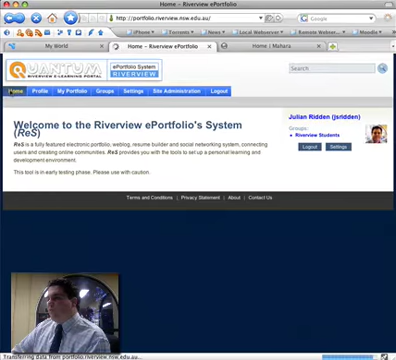 Home – Riverview ePortfolio
http://portfolio.riverview.nsw.edu.au/
Google
iPhone
TV
News
Local Webserver
Remote Webser...
Moodle
My World
Home – Riverview ePortfolio
Home | Mahara
QUANTUM
RIVERVIEW E-LEARNING PORTAL
ePortfolio System
RIVERVIEW
Search
Home Profile My Portfolio Groups Settings Site Administration Logout
Welcome to the Riverview ePortfolio's System
(ReS)
ReS is a fully featured electronic portfolio, weblog, resume builder and social networking system, connecting
users and creating online communities. ReS provides you with the tools to set up a personal learning and
development environment.
This tool is in early testing phase. Please use with caution.
Julian Ridden (jsridden)
Groups:
Riverview Students
Logout Settings
Terms and Conditions | Privacy Statement | About | Contact Us
Transferring data from portfolio.riverview.nsw.edu.au...